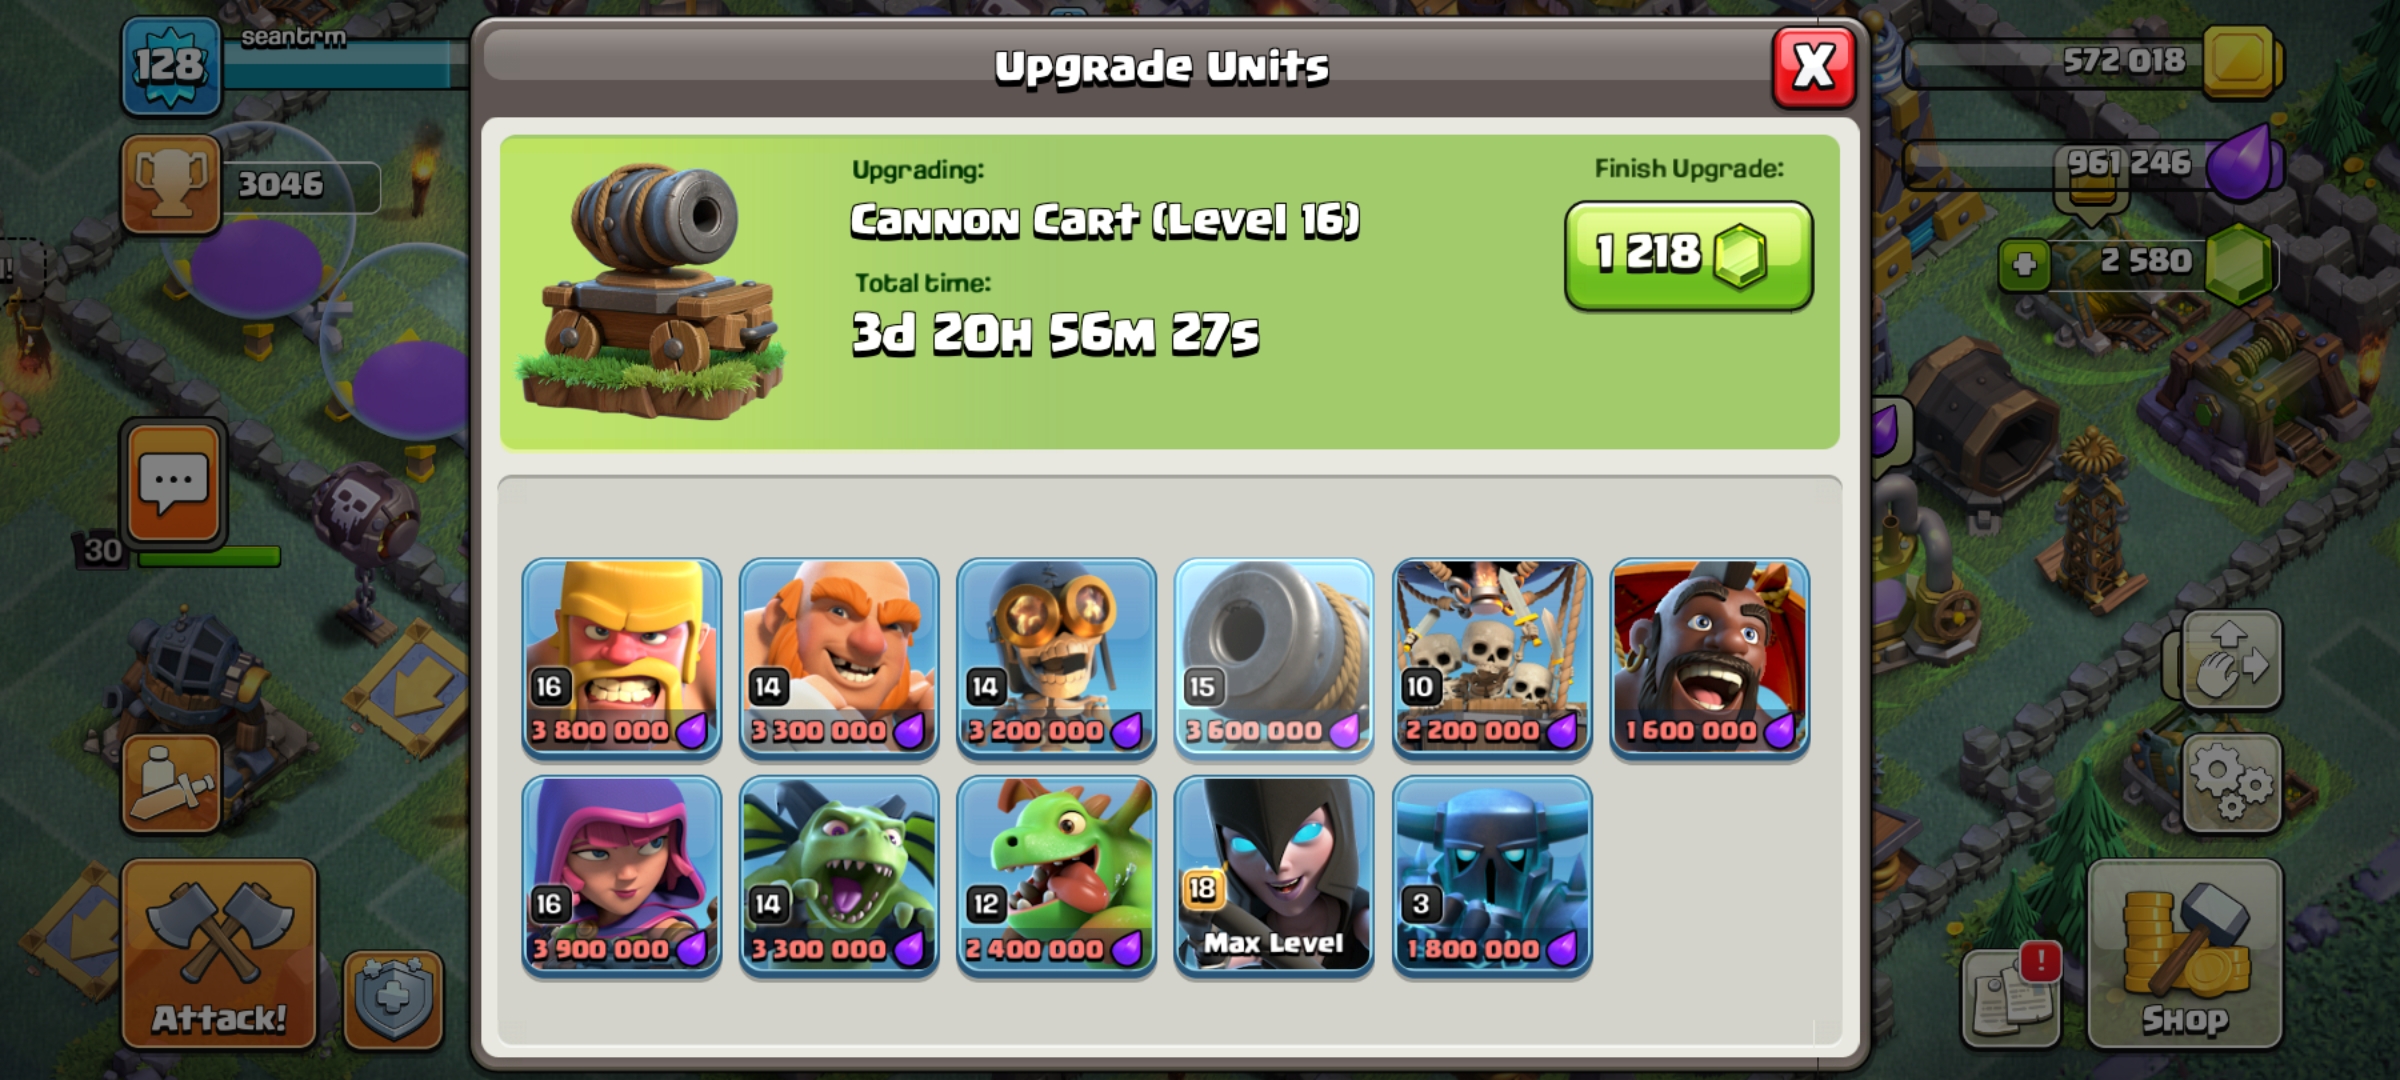 128
seantrm
Upgrade Units
X
572 018
3046
961 246
2 580
Upgrading:
Cannon Cart (Level 16)
Total time:
3d 20H 56M 27s
Finish Upgrade:
1 218
30
16
3 800 000
14
3 300 000
14
3 200 000
15
3 600 000
10
2 200 000
1 600 000
16
3 900 000
14
3 300 000
12
2 400 000
18
Max Level
3
1 800 000
Attack!
!
Shop